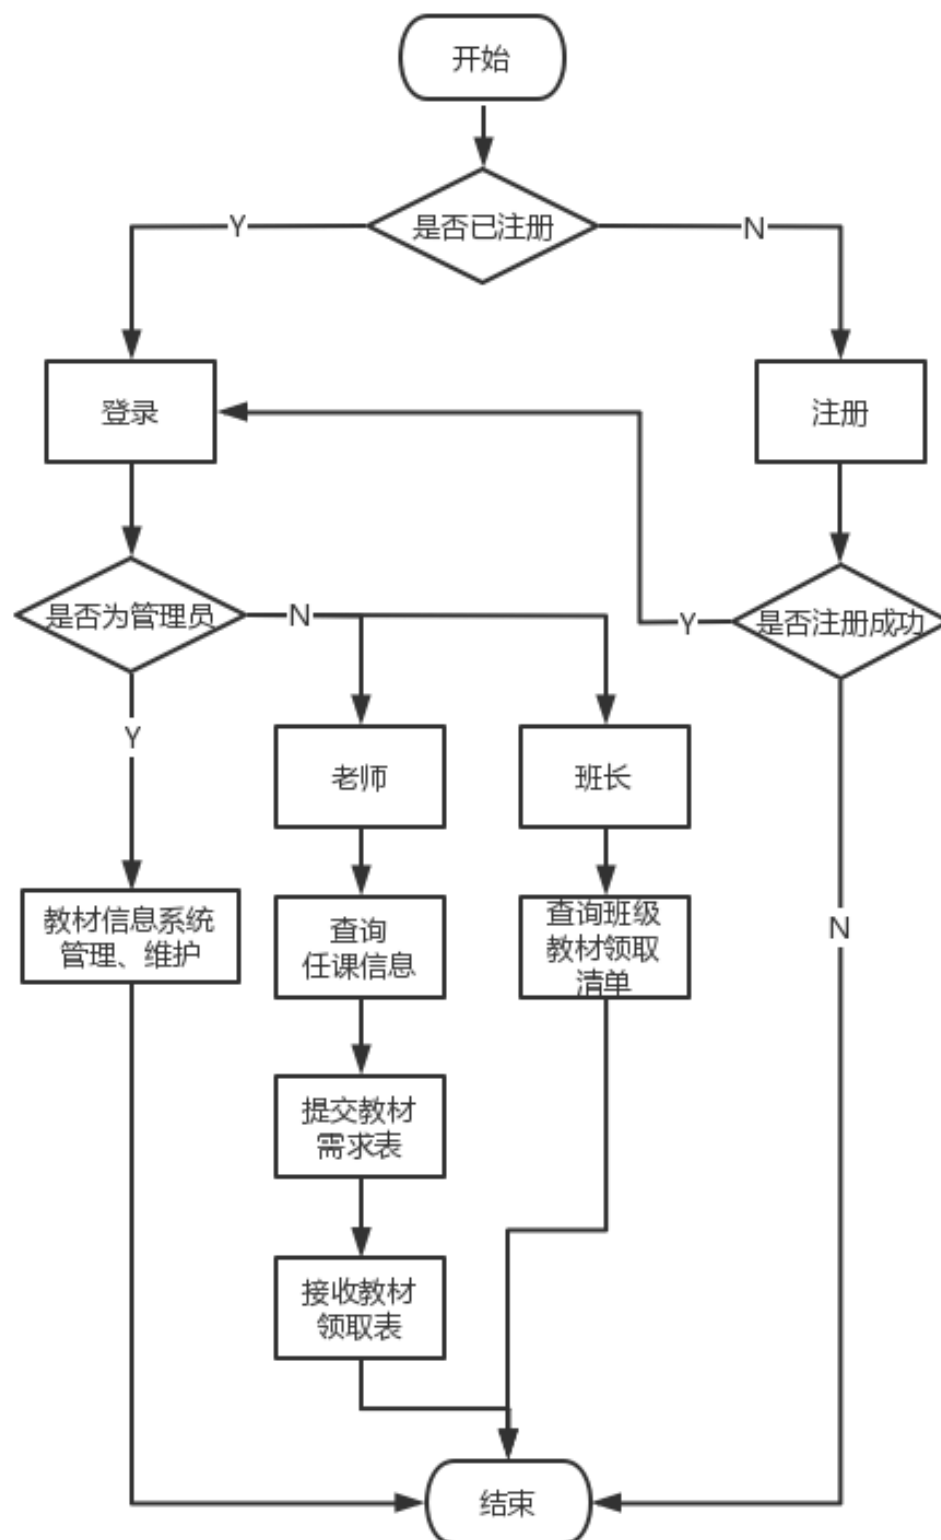 开始
是否已注册
Y
N
登录
注册
是否为管理员
N
Y
是否注册成功
Y
老师
班长
教材信息系统
管理、维护
查询
任课信息
查询班级
教材领取
清单
N
提交教材
需求表
接收教材
领取表
结束